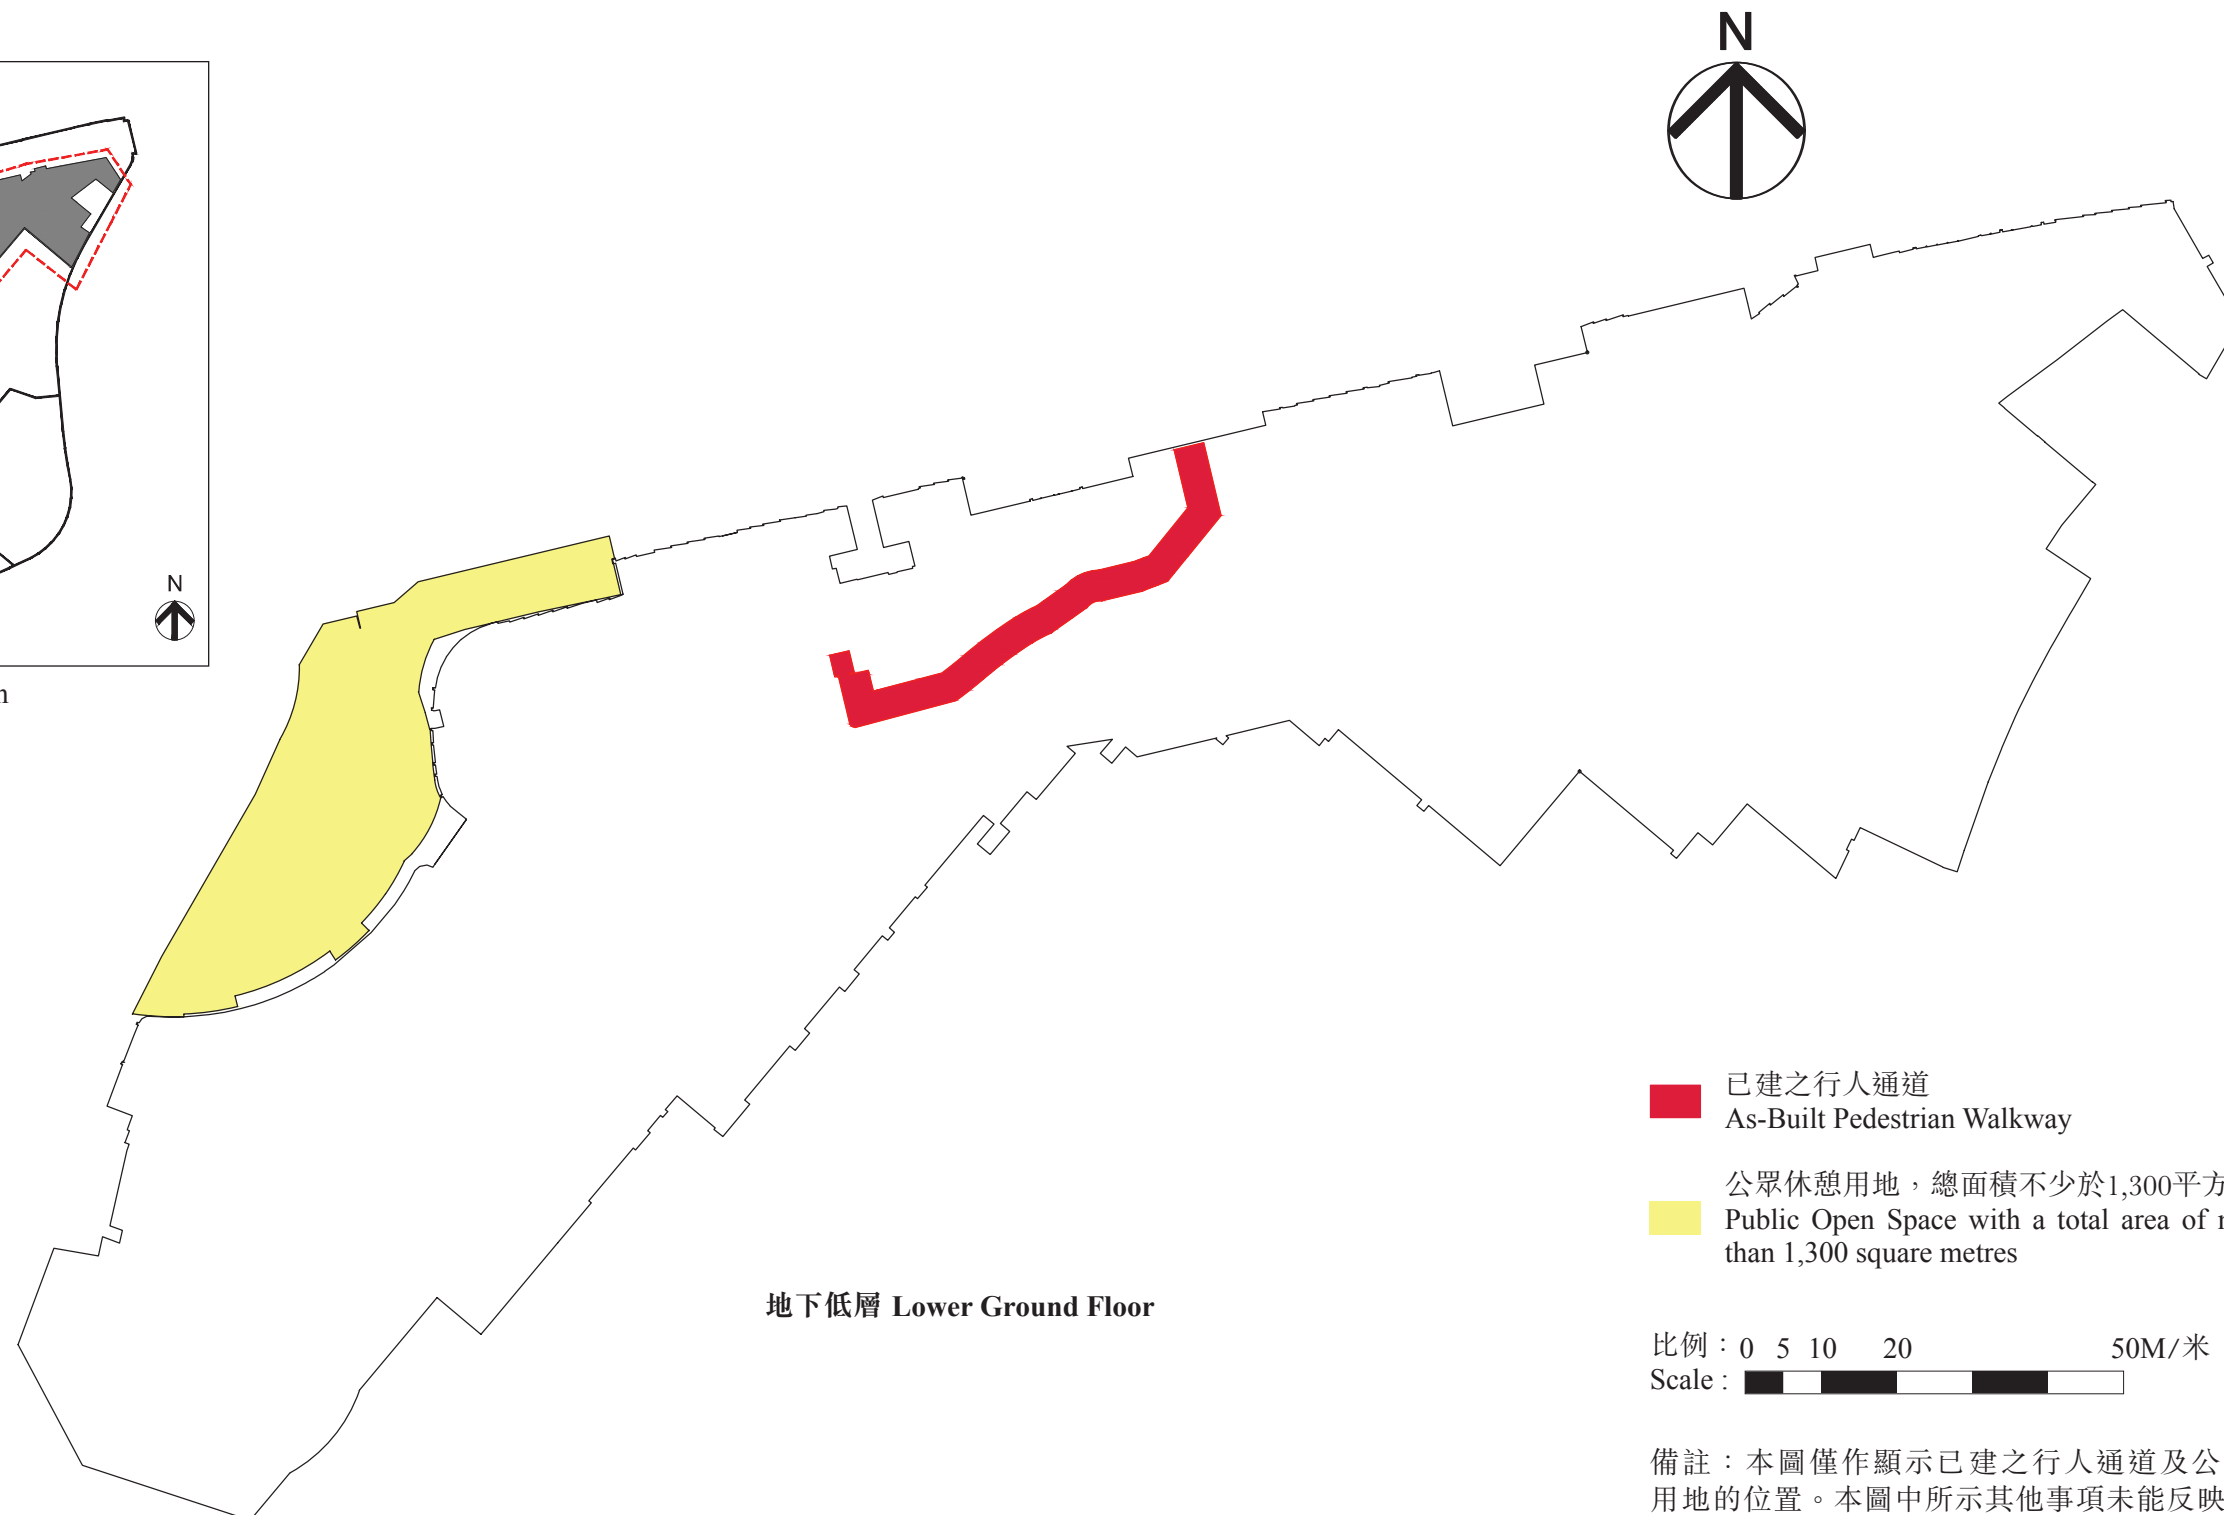 N
N
地下低層 Lower Ground Floor
已建之行人通道
As-Built Pedestrian Walkway
公眾休憩用地，總面積不少於1,300平方
Public Open Space with a total area of
than 1,300 square metres
比例：0 5 10 20 50M/米
Scale :
備註：本圖僅作顯示已建之行人通道及公
用地的位置。本圖中所示其他事項未能反映